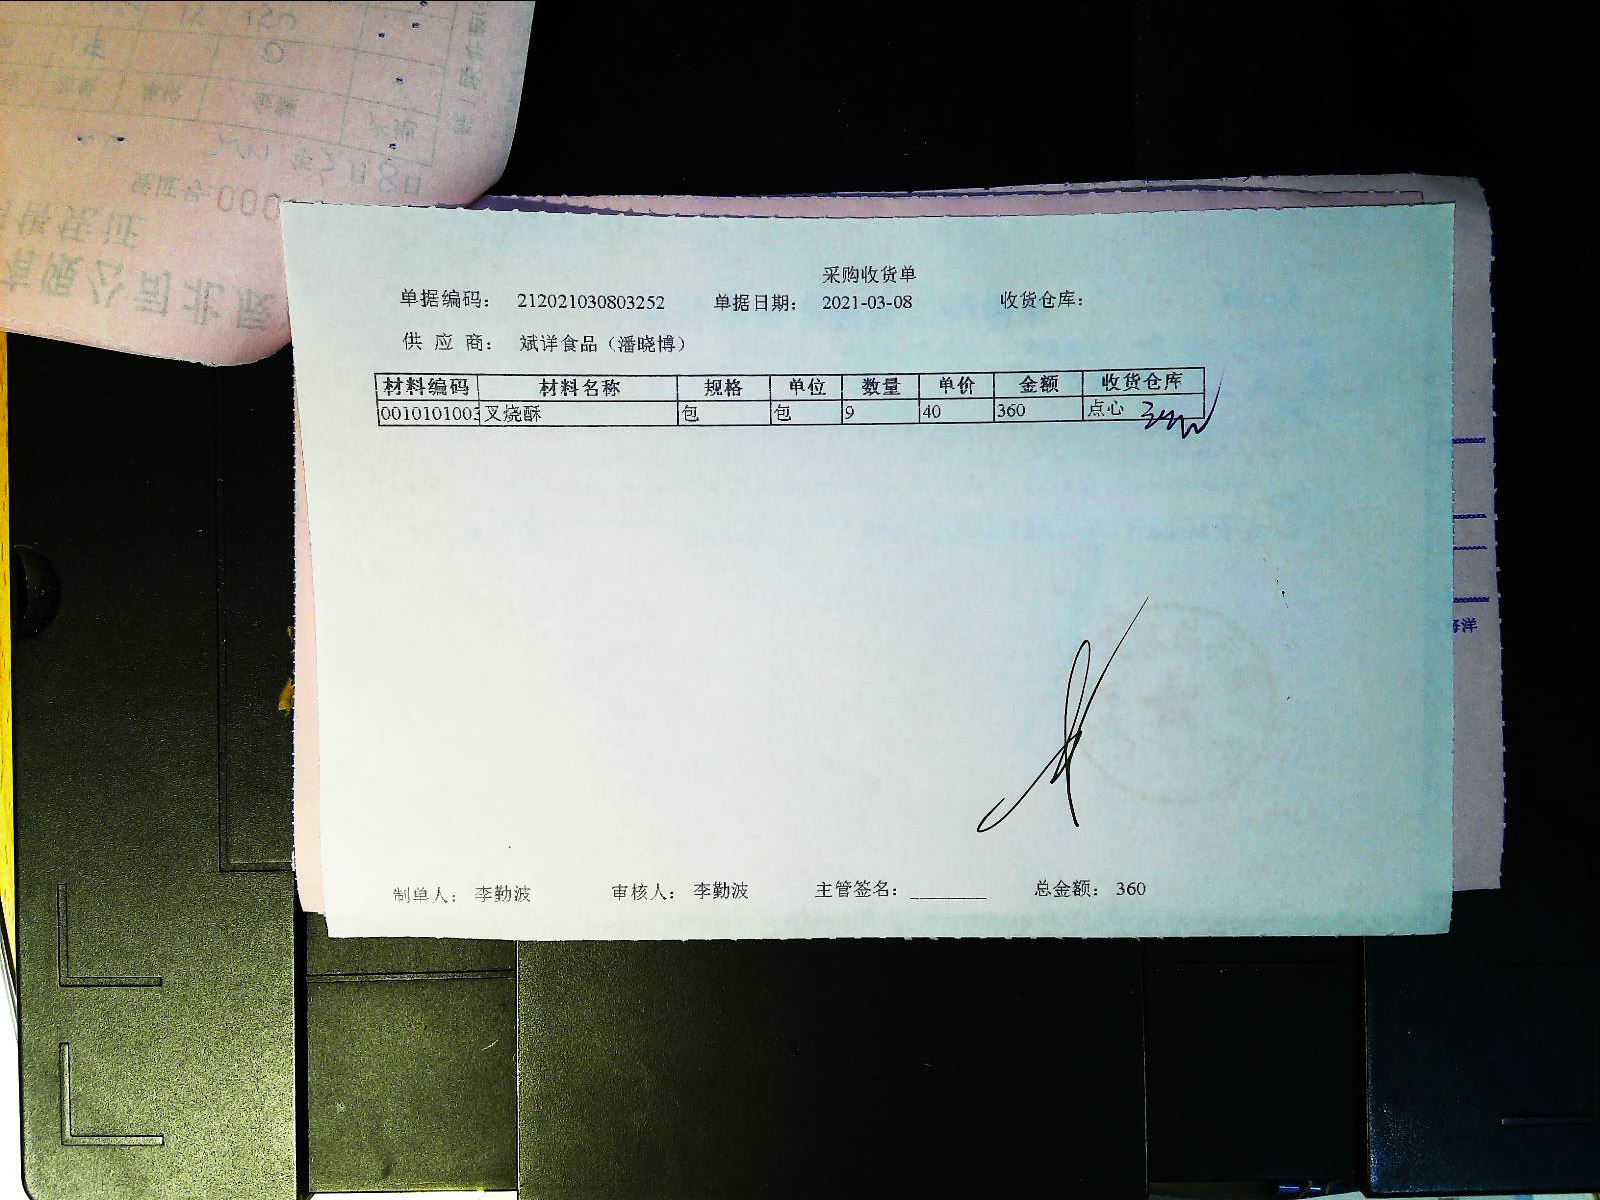 采购收货单
单据编码： 212021030803252 单据日期： 2021-03-08 收货仓库：
供 应 商： 斌详食品（潘晓博）
材料编码 材料名称 规格 单位 数量 单价 金额 收货仓库
0010101003 叉烧酥 包 包 9 40 360 点心
制单人： 李勤波 审核人： 李勤波 主管签名： ________ 总金额： 360
海洋